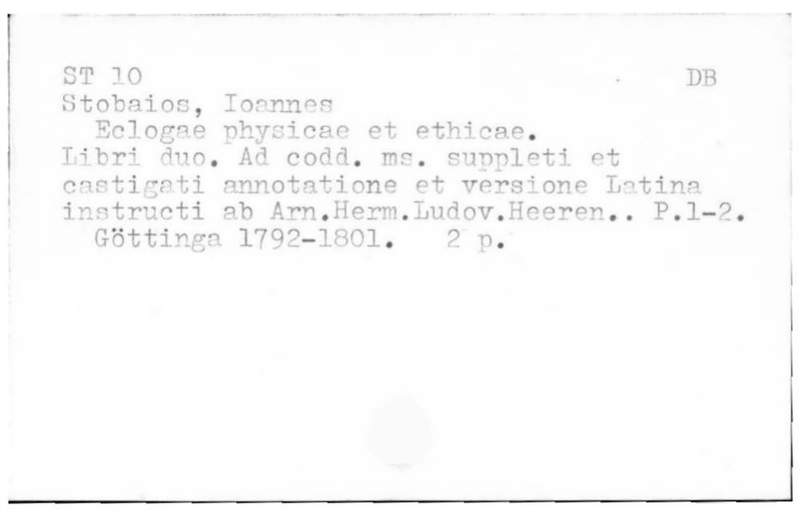 ST 10 DB
Stobaios, Ioannes
Eclogae physicae et ethicae.
Libri duo. Ad codd. ms. suppleti et
castigati annotatione et versione Latina
instructi ab Arn.Herm.Ludov.Heeren.. P.1-2.
Göttinga 1792-1801. 2 p.